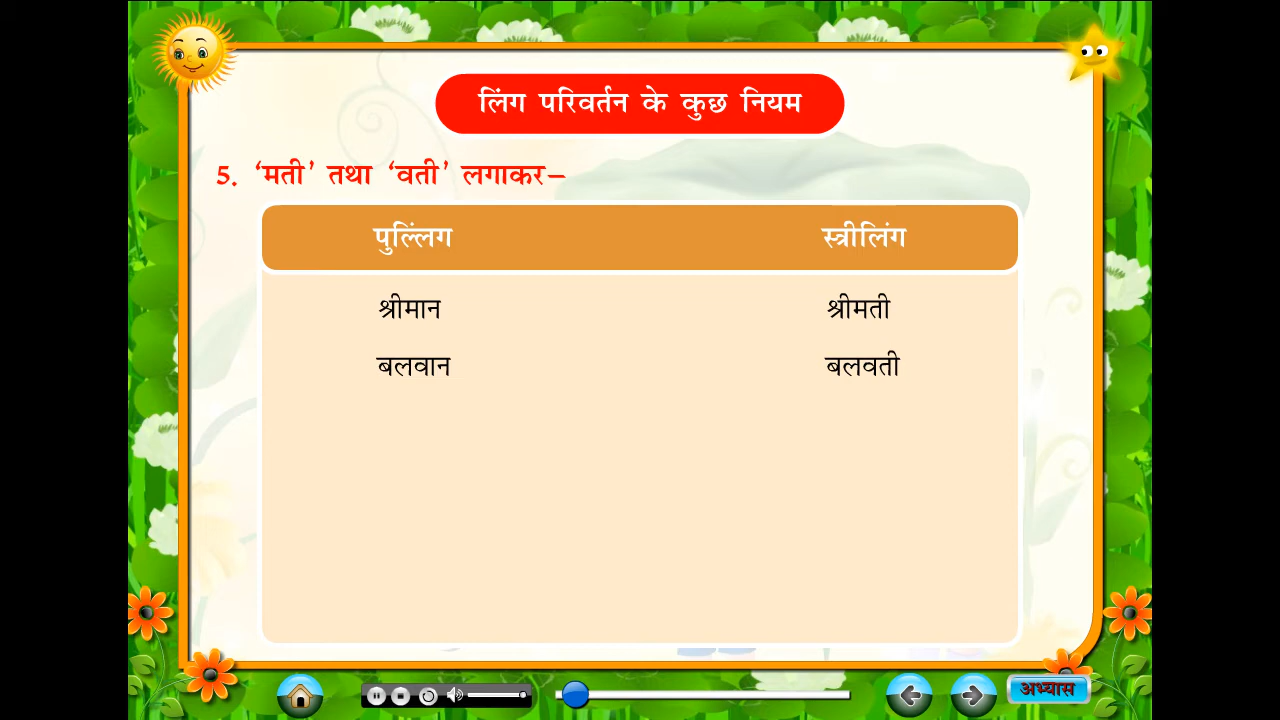 लिंग परिवर्तन के कुछ नियम
5. ‘मती’ तथा ‘वती’ लगाकर–
पुल्लिंग स्त्रीलिंग
श्रीमान श्रीमती
बलवान बलवती
अभ्यास